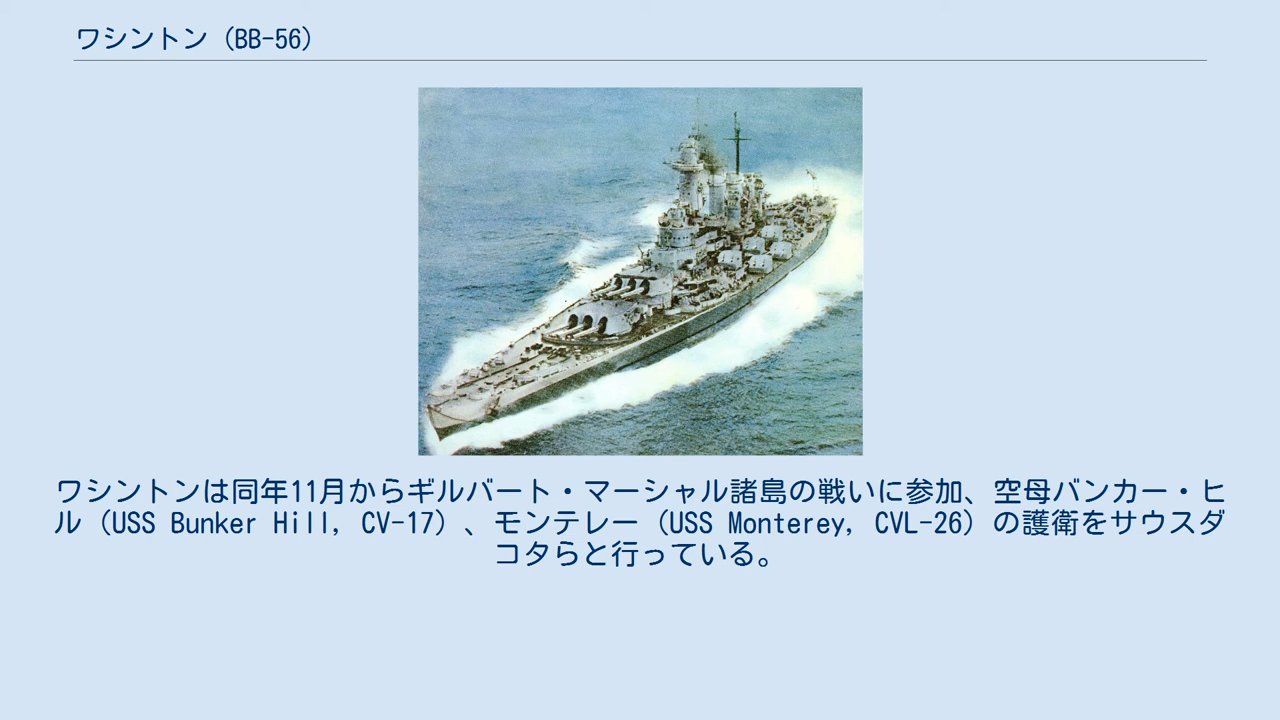 ワシントン（BB-56）
ワシントンは同年11月からギルバート・マーシャル諸島の戦いに参加、空母バンカー・ヒ
ル（USS Bunker Hill, CV-17）、モンテレー（USS Monterey, CVL-26）の護衛をサウスダ
コタらと行っている。